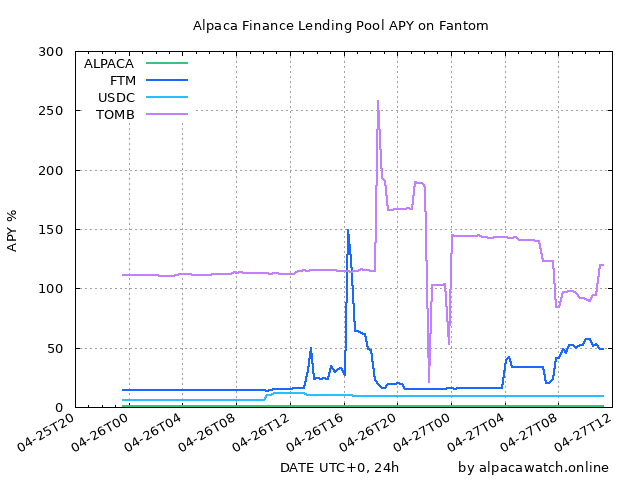 Alpaca Finance Lending Pool APY on Fantom
300
250
200
150
100
50
0
APY %
ALPACA
FTM
USDC
TOMB
04-25T20
04-26T00
04-26T04
04-26T08
04-26T12
04-26T16
04-26T20
04-27T00
04-27T04
04-27T08
04-27T12
DATE UTC+0, 24h
by alpacawatch.online